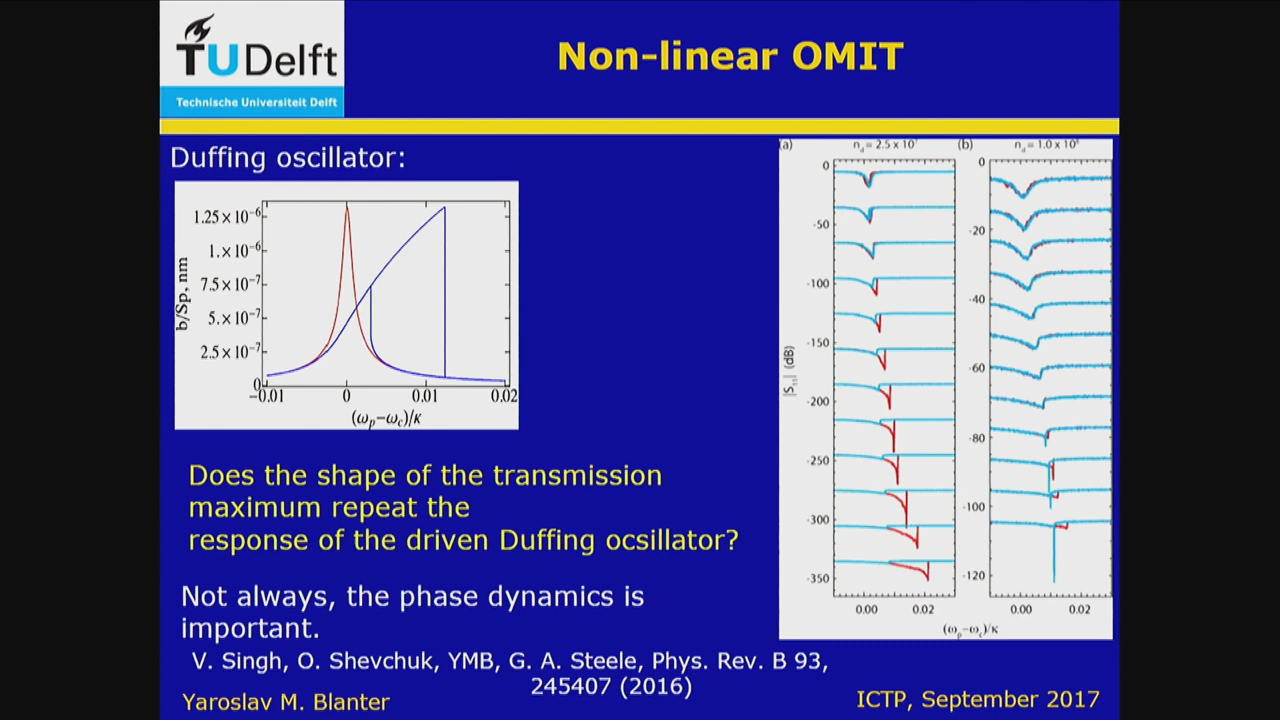 TU Delft
Technische Universiteit Delft
Non-linear OMIT
Duffing oscillator:
b/Sp, nm
1.25 × 10⁻⁶
1. × 10⁻⁶
7.5 × 10⁻⁷
5. × 10⁻⁷
2.5 × 10⁻⁷
0
−0.01 0 0.01 0.02
(ωp−ωc)/κ
(a) nd = 2.5 x 10⁷
0
-50
-100
-150
-200
-250
-300
-350
|S11| (dB)
0.00 0.02
(b)
0
-20
-40
-60
-80
-100
-120
0.00 0.02
(ωp−ωc)/κ
Does the shape of the transmission
maximum repeat the
response of the driven Duffing ocsillator?
Not always, the phase dynamics is
important.
V. Singh, O. Shevchuk, YMB, G. A. Steele, Phys. Rev. B 93,
245407 (2016)
Yaroslav M. Blanter
ICTP, September 2017